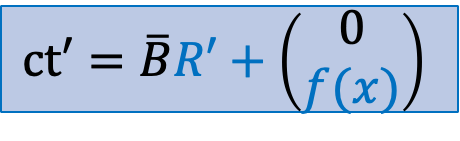 ct′ = B̅R′ + (0
f(x))